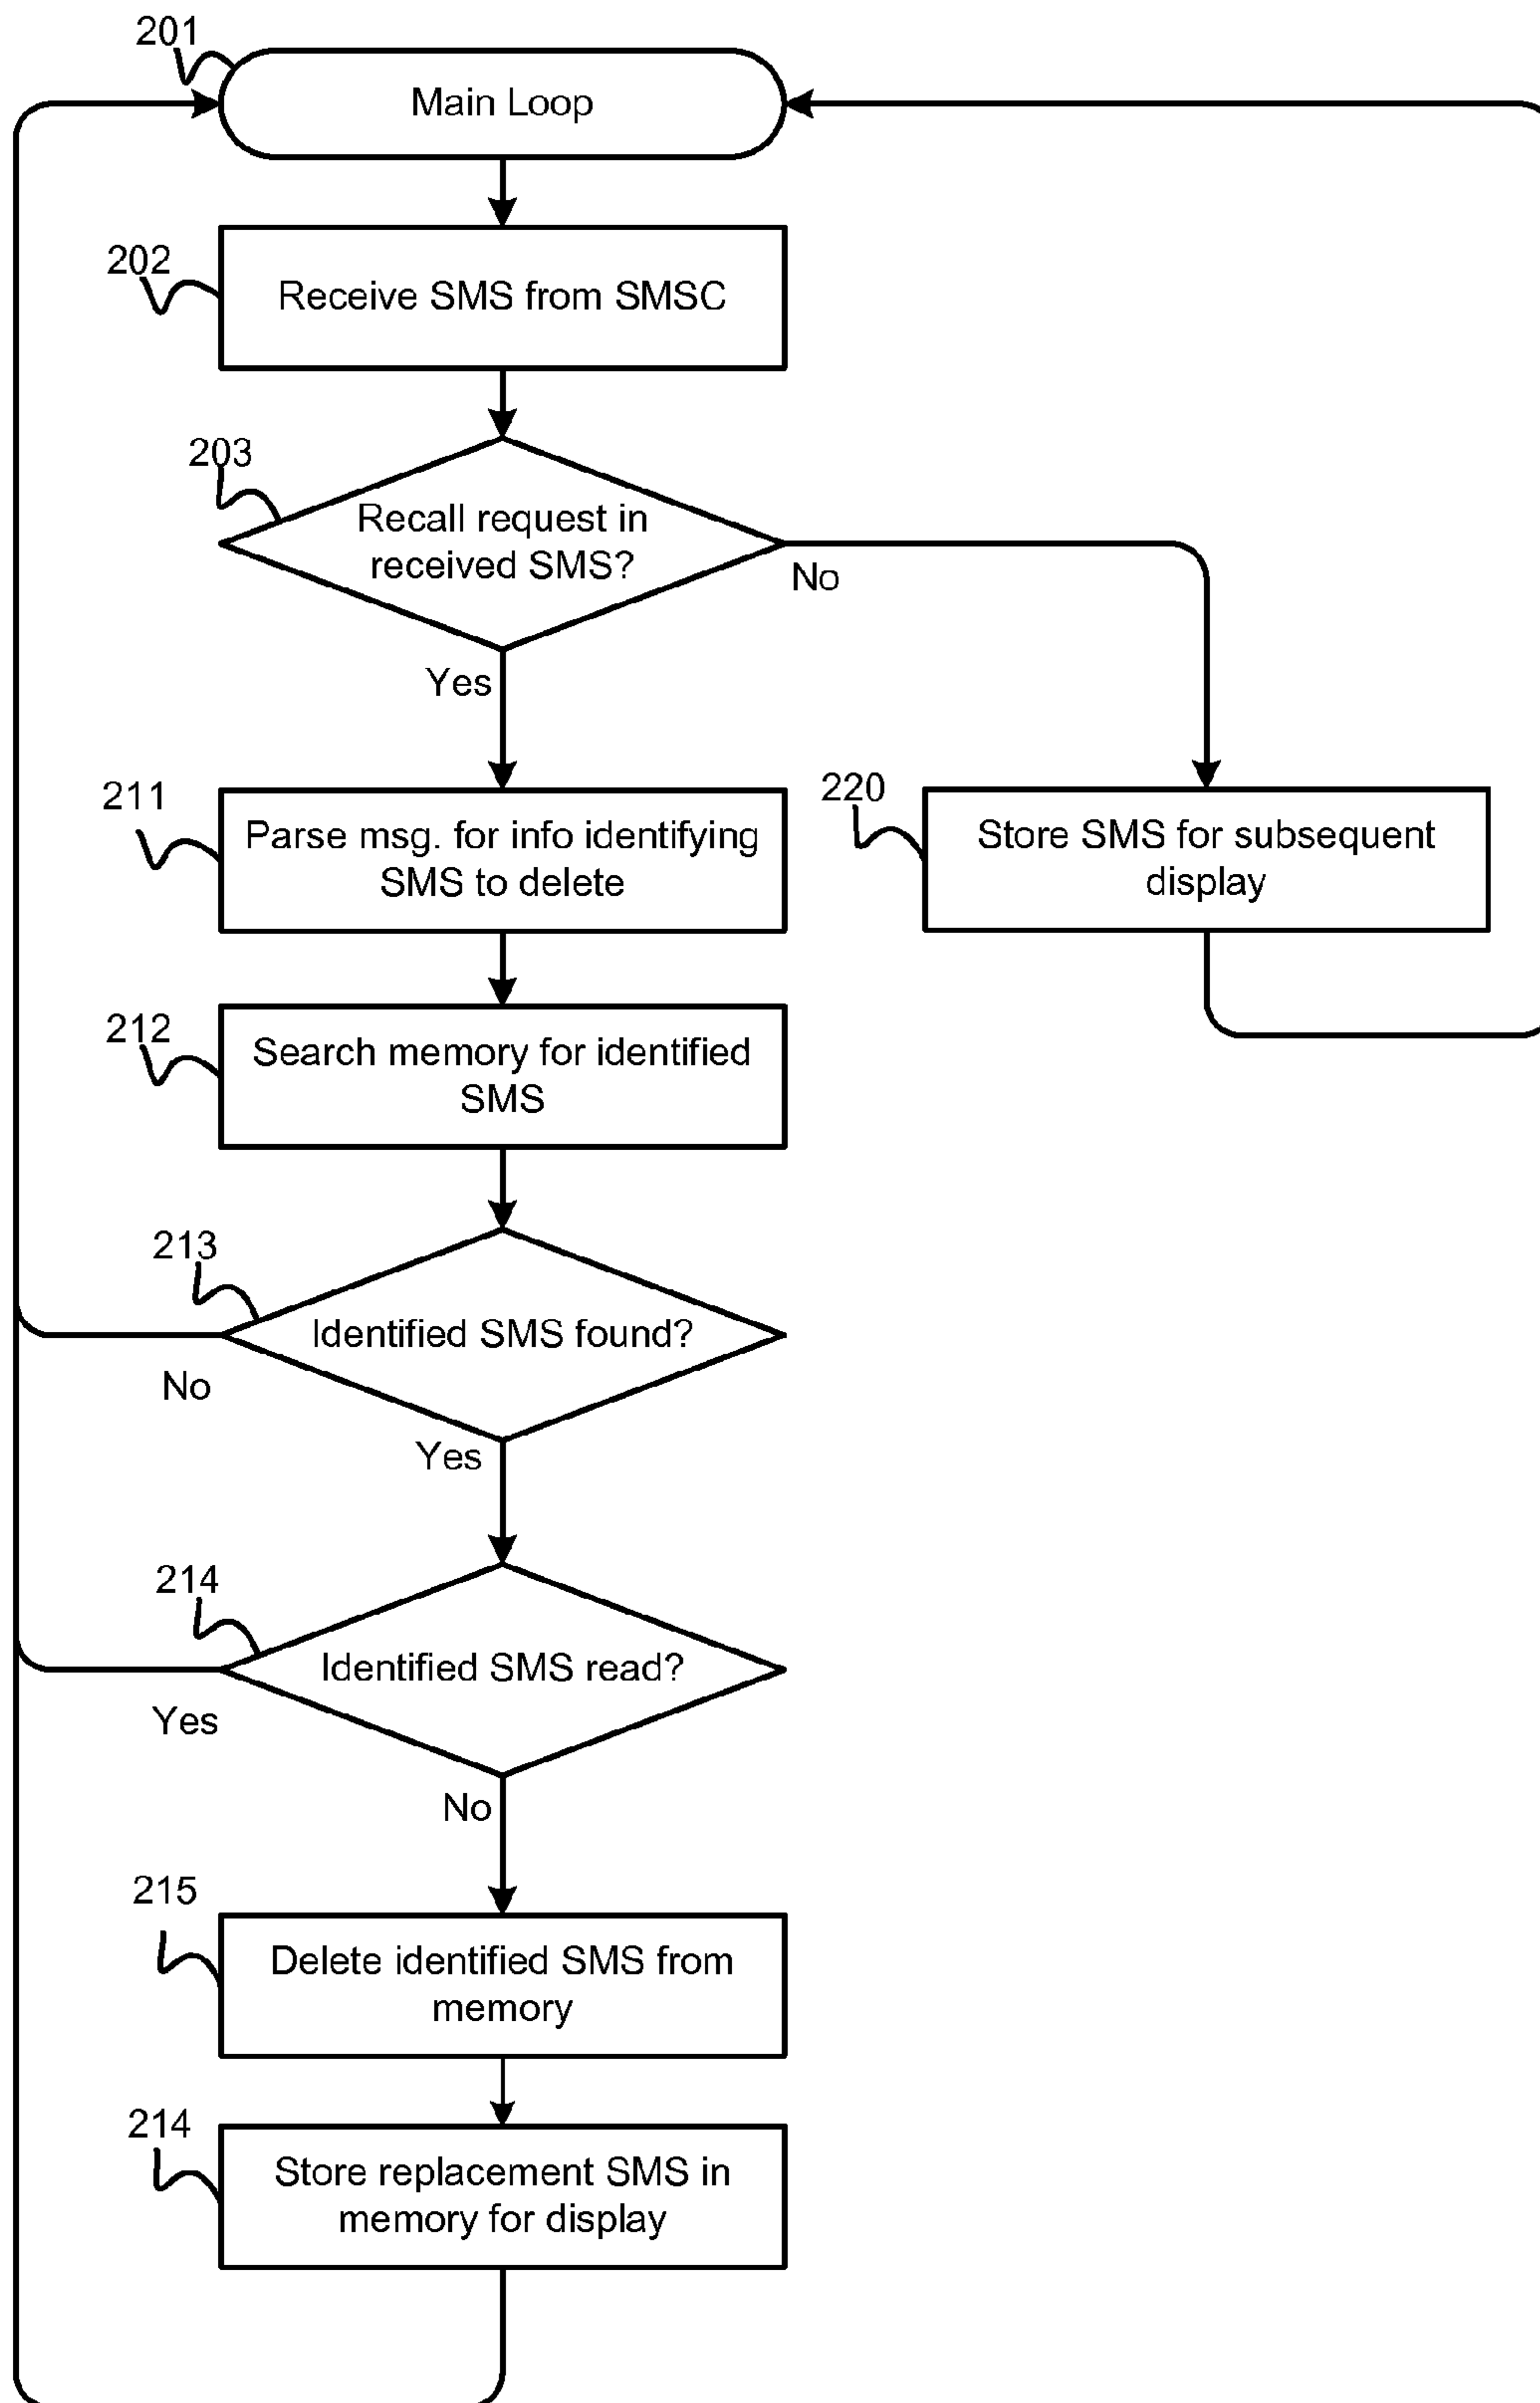 201
Main Loop
202
Receive SMS from SMSC
203
Recall request in
received SMS?
No
Yes
211
Parse msg. for info identifying
SMS to delete
220
Store SMS for subsequent
display
212
Search memory for identified
SMS
213
Identified SMS found?
No
Yes
214
Identified SMS read?
Yes
No
215
Delete identified SMS from
memory
214
Store replacement SMS in
memory for display